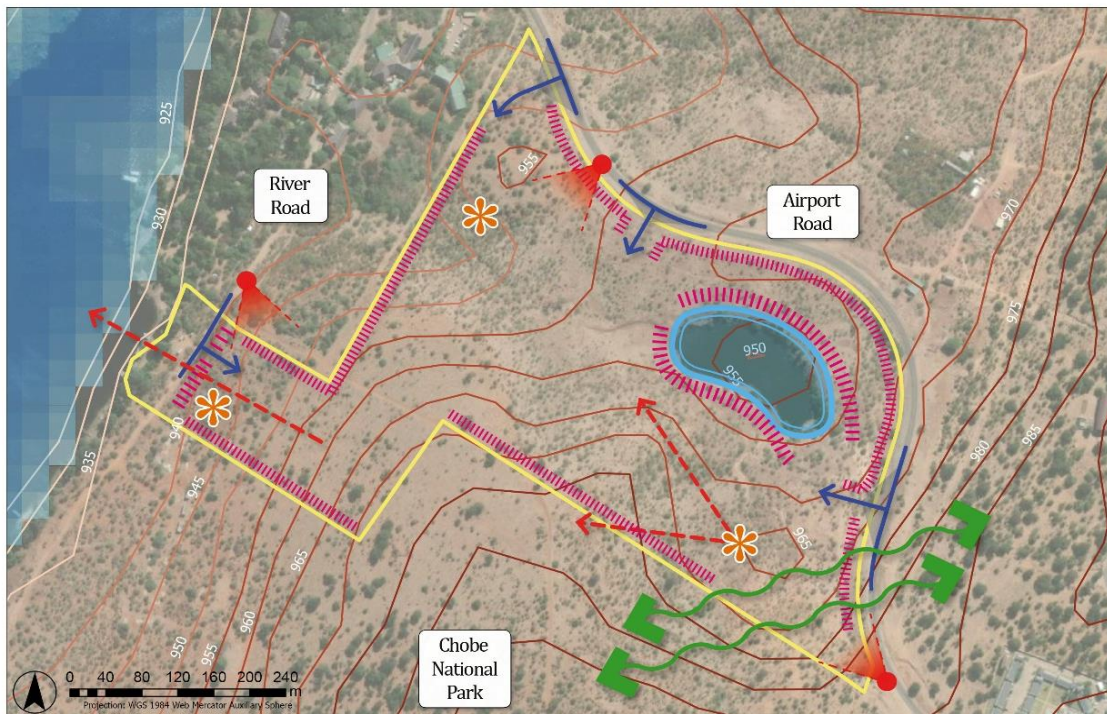 925
930
River
Road
955
Airport
Road
970
975
950
955
940
935
945
980
985
965
965
960
955
950
Chobe
National
Park
0 40 80 120 160 200 240 m
Projection: WGS 1984 Web Mercator Auxiliary Sphere